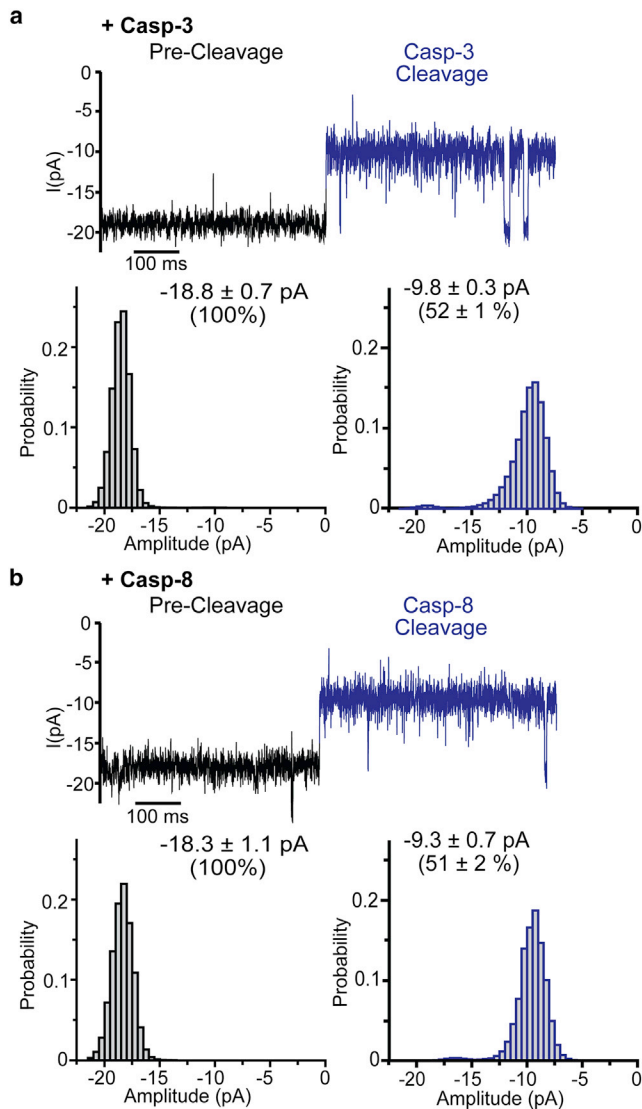 a
+ Casp-3
Pre-Cleavage
Casp-3
Cleavage
I(pA)
0
-5
-10
-15
-20
100 ms
-18.8 ± 0.7 pA
(100%)
Probability
0.2
0.1
0
-20 -15 -10 -5 0
Amplitude (pA)
-9.8 ± 0.3 pA
(52 ± 1 %)
Probability
0.2
0.1
0
-20 -15 -10 -5 0
Amplitude (pA)
b
+ Casp-8
Pre-Cleavage
Casp-8
Cleavage
I(pA)
0
-5
-10
-15
-20
100 ms
-18.3 ± 1.1 pA
(100%)
Probability
0.2
0.1
0
-20 -15 -10 -5 0
Amplitude (pA)
-9.3 ± 0.7 pA
(51 ± 2 %)
Probability
0.2
0.1
0
-20 -15 -10 -5 0
Amplitude (pA)